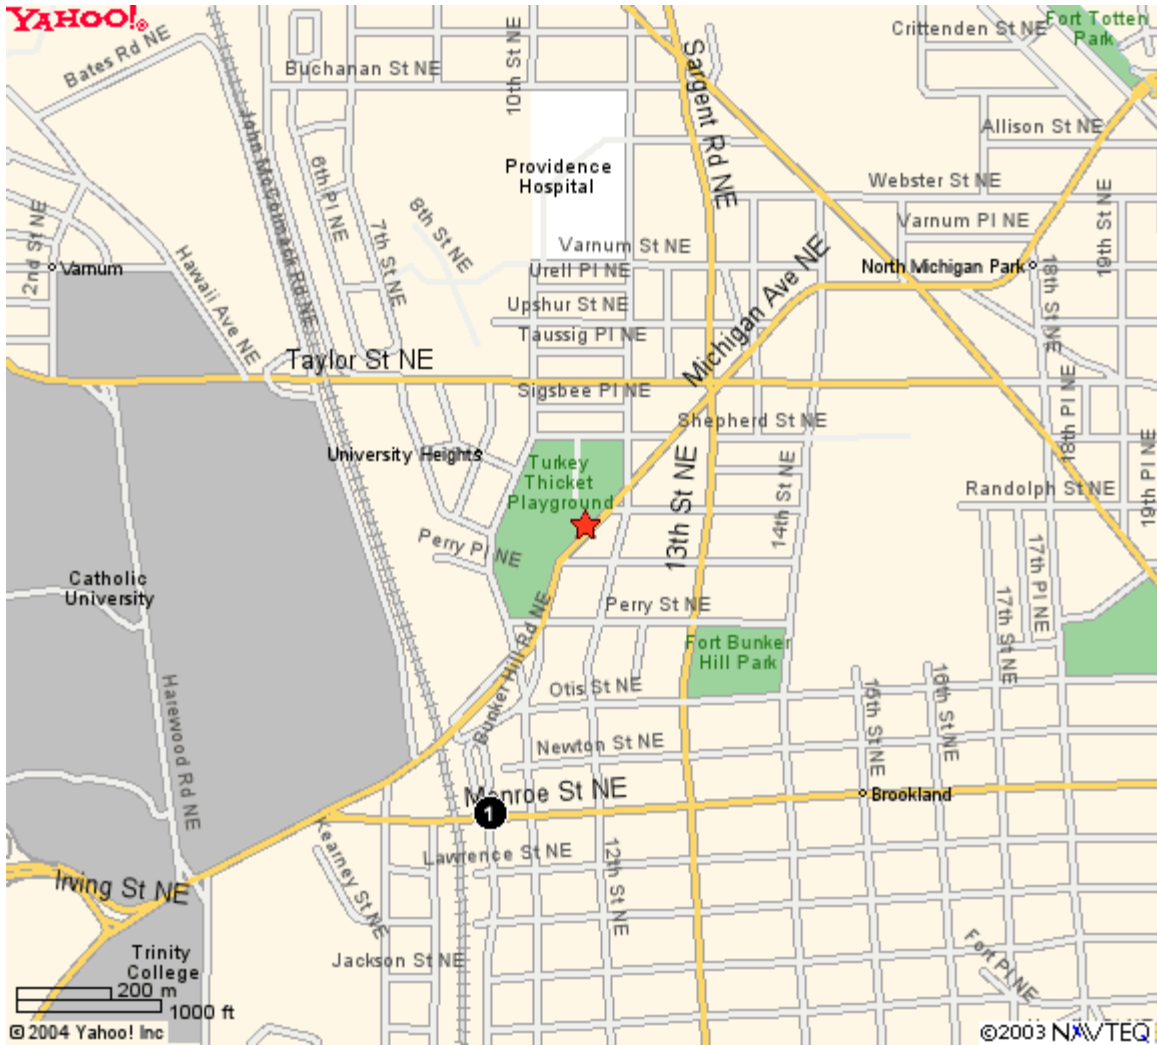 YAHOO!®
Fort Totten
Park
Crittenden St NE
Bates Rd NE
Buchanan St NE
10th St NE
Sargent Rd NE
Allison St NE
John McCormack Rd NE
Providence
Hospital
6th Pl NE
Webster St NE
19th St NE
2nd St NE
8th St NE
7th St NE
Varnum Pl NE
Varnum St NE
Varnum
Hawaii Ave NE
Urell Pl NE
Michigan Ave NE
North Michigan Park
18th St NE
Upshur St NE
Taussig Pl NE
Taylor St NE
Sigsbee Pl NE
18th Pl NE
Shepherd St NE
University Heights
Turkey
Thicket
Playground
13th St NE
14th St NE
Randolph St NE
19th Pl NE
Perry Pl NE
17th Pl NE
Catholic
University
Bunker Hill Rd NE
Perry St NE
17th St NE
Fort Bunker
Hill Park
Harewood Rd NE
Otis St NE
15th St NE
16th St NE
Newton St NE
Monroe St NE
1
Brookland
Kearney St NE
Lawrence St NE
12th St NE
Irving St NE
Trinity
College
Jackson St NE
Fort Pl NE
200 m
1000 ft
© 2004 Yahoo! Inc
©2003 NAVTEQ